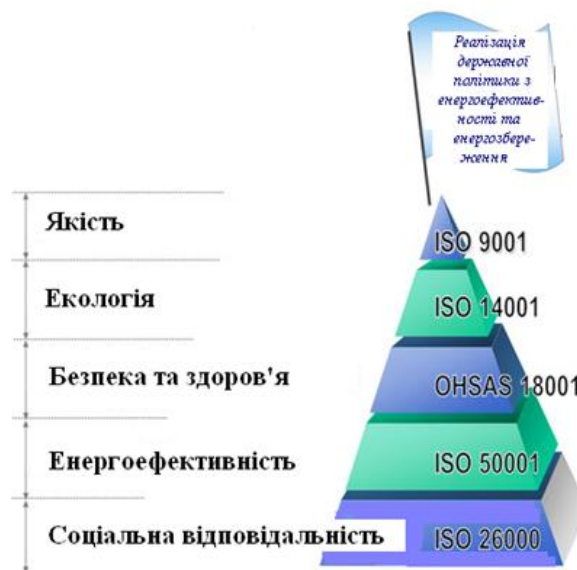 Реалізація
державної
політики з
енергоефектив-
ності та
енергозбере-
ження
Якість
ISO 9001
Екологія
ISO 14001
Безпека та здоров'я
OHSAS 18001
Енергоефективність
ISO 50001
Соціальна відповідальність
ISO 26000